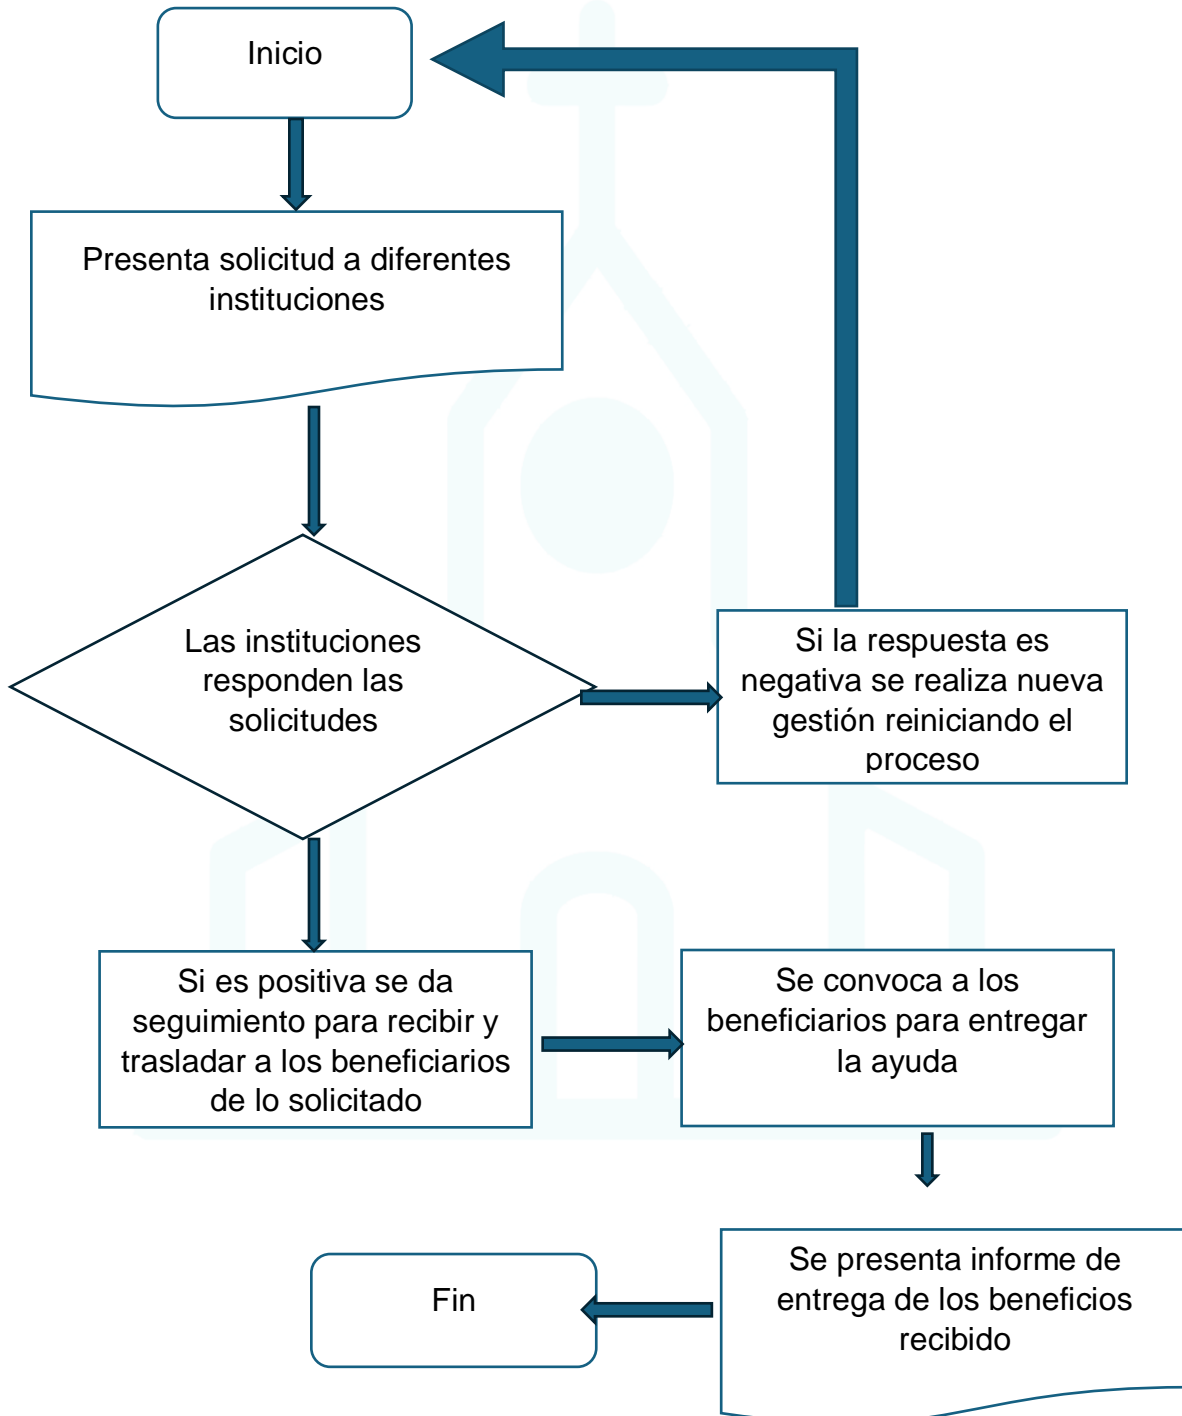 Inicio
Presenta solicitud a diferentes
instituciones
Las instituciones
responden las
solicitudes
Si la respuesta es
negativa se realiza nueva
gestión reiniciando el
proceso
Si es positiva se da
seguimiento para recibir y
trasladar a los beneficiarios
de lo solicitado
Se convoca a los
beneficiarios para entregar
la ayuda
Se presenta informe de
entrega de los beneficios
recibido
Fin